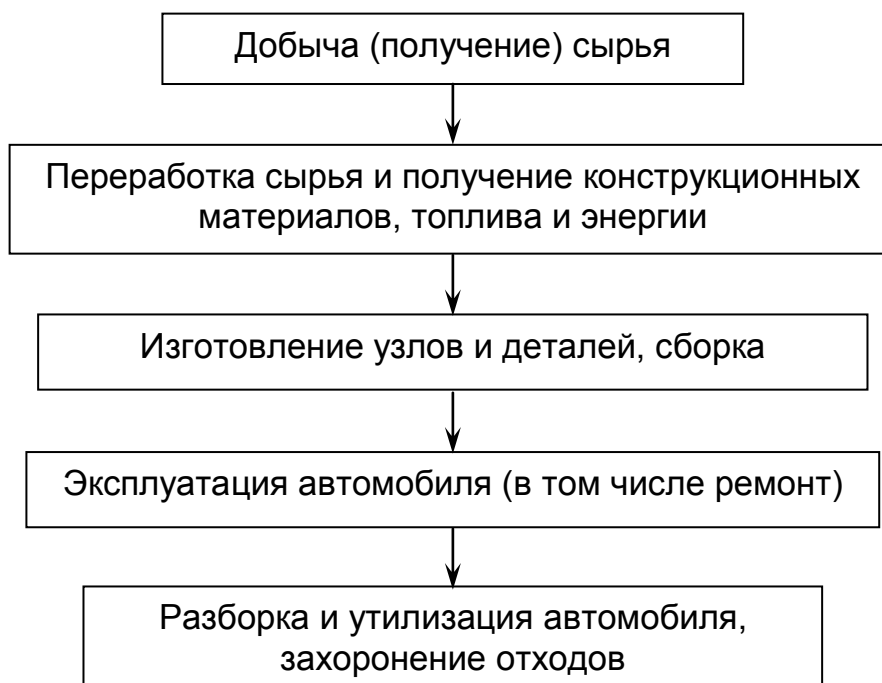 Добыча (получение) сырья
Переработка сырья и получение конструкционных
материалов, топлива и энергии
Изготовление узлов и деталей, сборка
Эксплуатация автомобиля (в том числе ремонт)
Разборка и утилизация автомобиля,
захоронение отходов